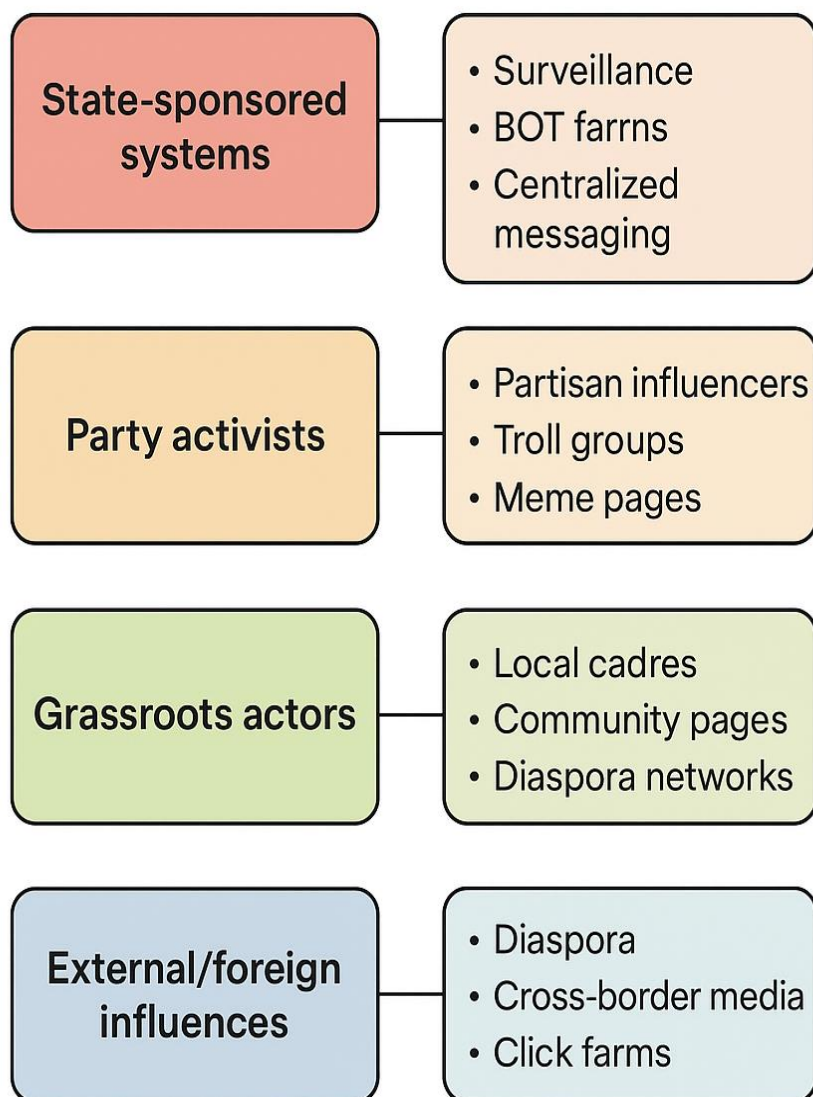 State-sponsored
systems
• Surveillance
• BOT farrns
• Centralized
messaging
Party activists
• Partisan influencers
• Troll groups
• Meme pages
Grassroots actors
• Local cadres
• Community pages
• Diaspora networks
External/foreign
influences
• Diaspora
• Cross-border media
• Click farms